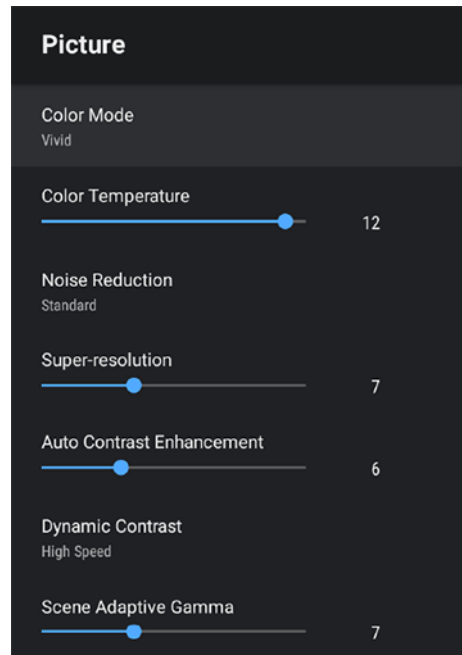 Picture
Color Mode
Vivid
Color Temperature
12
Noise Reduction
Standard
Super-resolution
7
Auto Contrast Enhancement
6
Dynamic Contrast
High Speed
Scene Adaptive Gamma
7